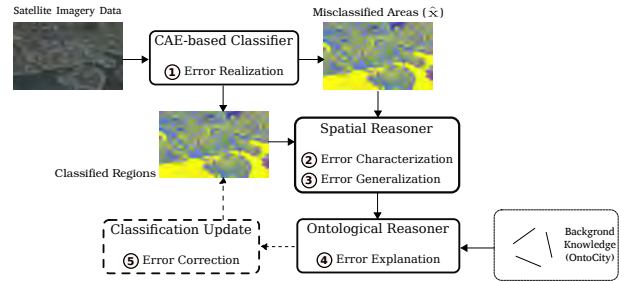 Satellite Imagery Data
Misclassified Areas (x̂)
CAE-based Classifier
1 Error Realization
Spatial Reasoner
2 Error Characterization
3 Error Generalization
Classified Regions
Classification Update
5 Error Correction
Ontological Reasoner
4 Error Explanation
Backgrond
Knowledge
(OntoCity)